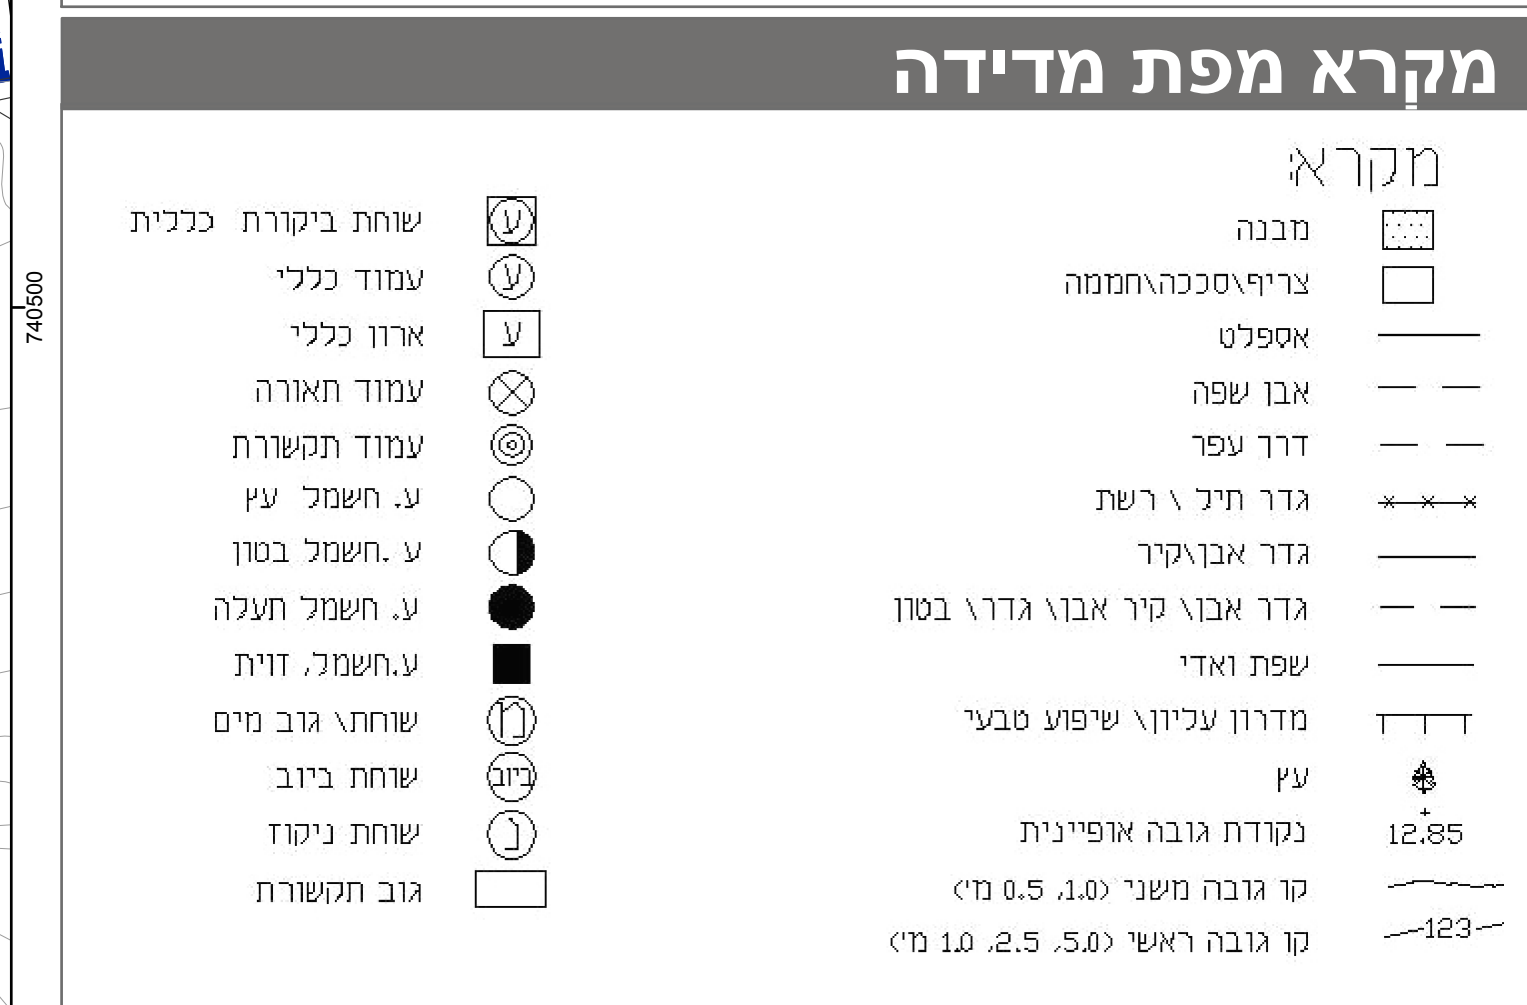 מקרא מפת מדידה
מקרא:
מבנה
צריף\סככה\חממה
אספלט
אבן שפה
דרך עפר
גדר תיל \ רשת
גדר אבן\קיר
גדר אבן\ קיר אבן\ גדר\ בטון
שפת ואדי
מדרון עליון\ שיפוע טבעי
עץ
נקודת גובה אופיינית
12.85
קו גובה משני (1.0, 0.5 מ')
קו גובה ראשי (5.0, 2.5, 1.0 מ')
123
ע שוחת ביקורת כללית
ע עמוד כללי
ע ארון כללי
עמוד תאורה
עמוד תקשורת
ע. חשמל עץ
ע .חשמל בטון
ע. חשמל תעלה
ע.חשמל, זוית
מ שוחת\ גוב מים
ביוב שוחת ביוב
נ שוחת ניקוז
גוב תקשורת
740500